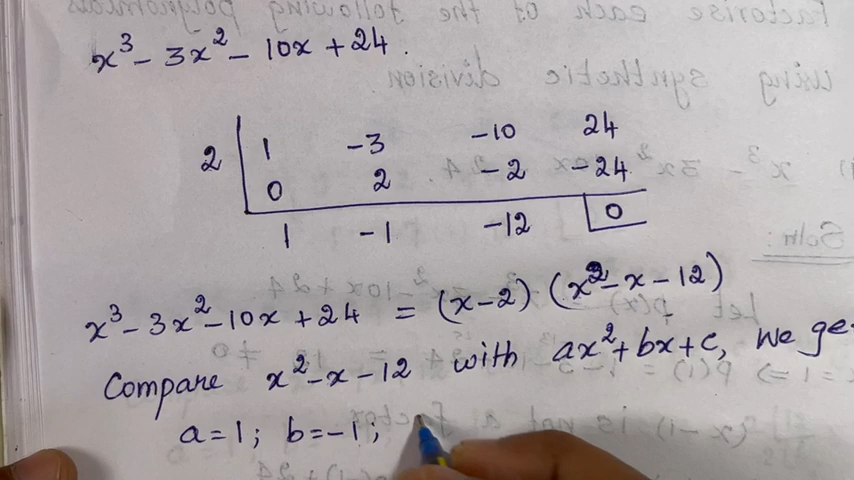 x³ - 3x² - 10x + 24.
2 | 1 -3 -10 24
0 2 -2 -24
1 -1 -12 0
x³ - 3x² - 10x + 24 = (x-2) (x² - x - 12)
Compare x² - x - 12 with ax² + bx + c, we ge
a = 1; b = -1;